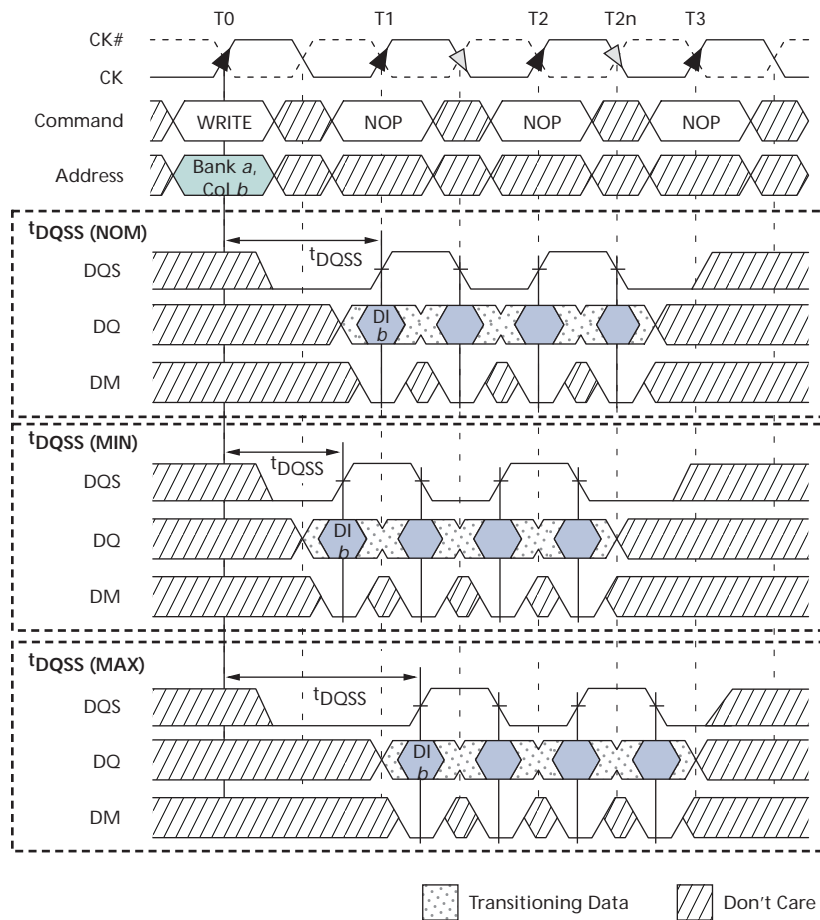 T0 T1 T2 T2n T3
CK#
CK
Command WRITE NOP NOP NOP
Address Bank a,
Col b
tDQSS (NOM)
tDQSS
DQS
DQ DI
b
DM
tDQSS (MIN)
tDQSS
DQS
DQ DI
b
DM
tDQSS (MAX)
tDQSS
DQS
DQ DI
b
DM
Transitioning Data Don't Care